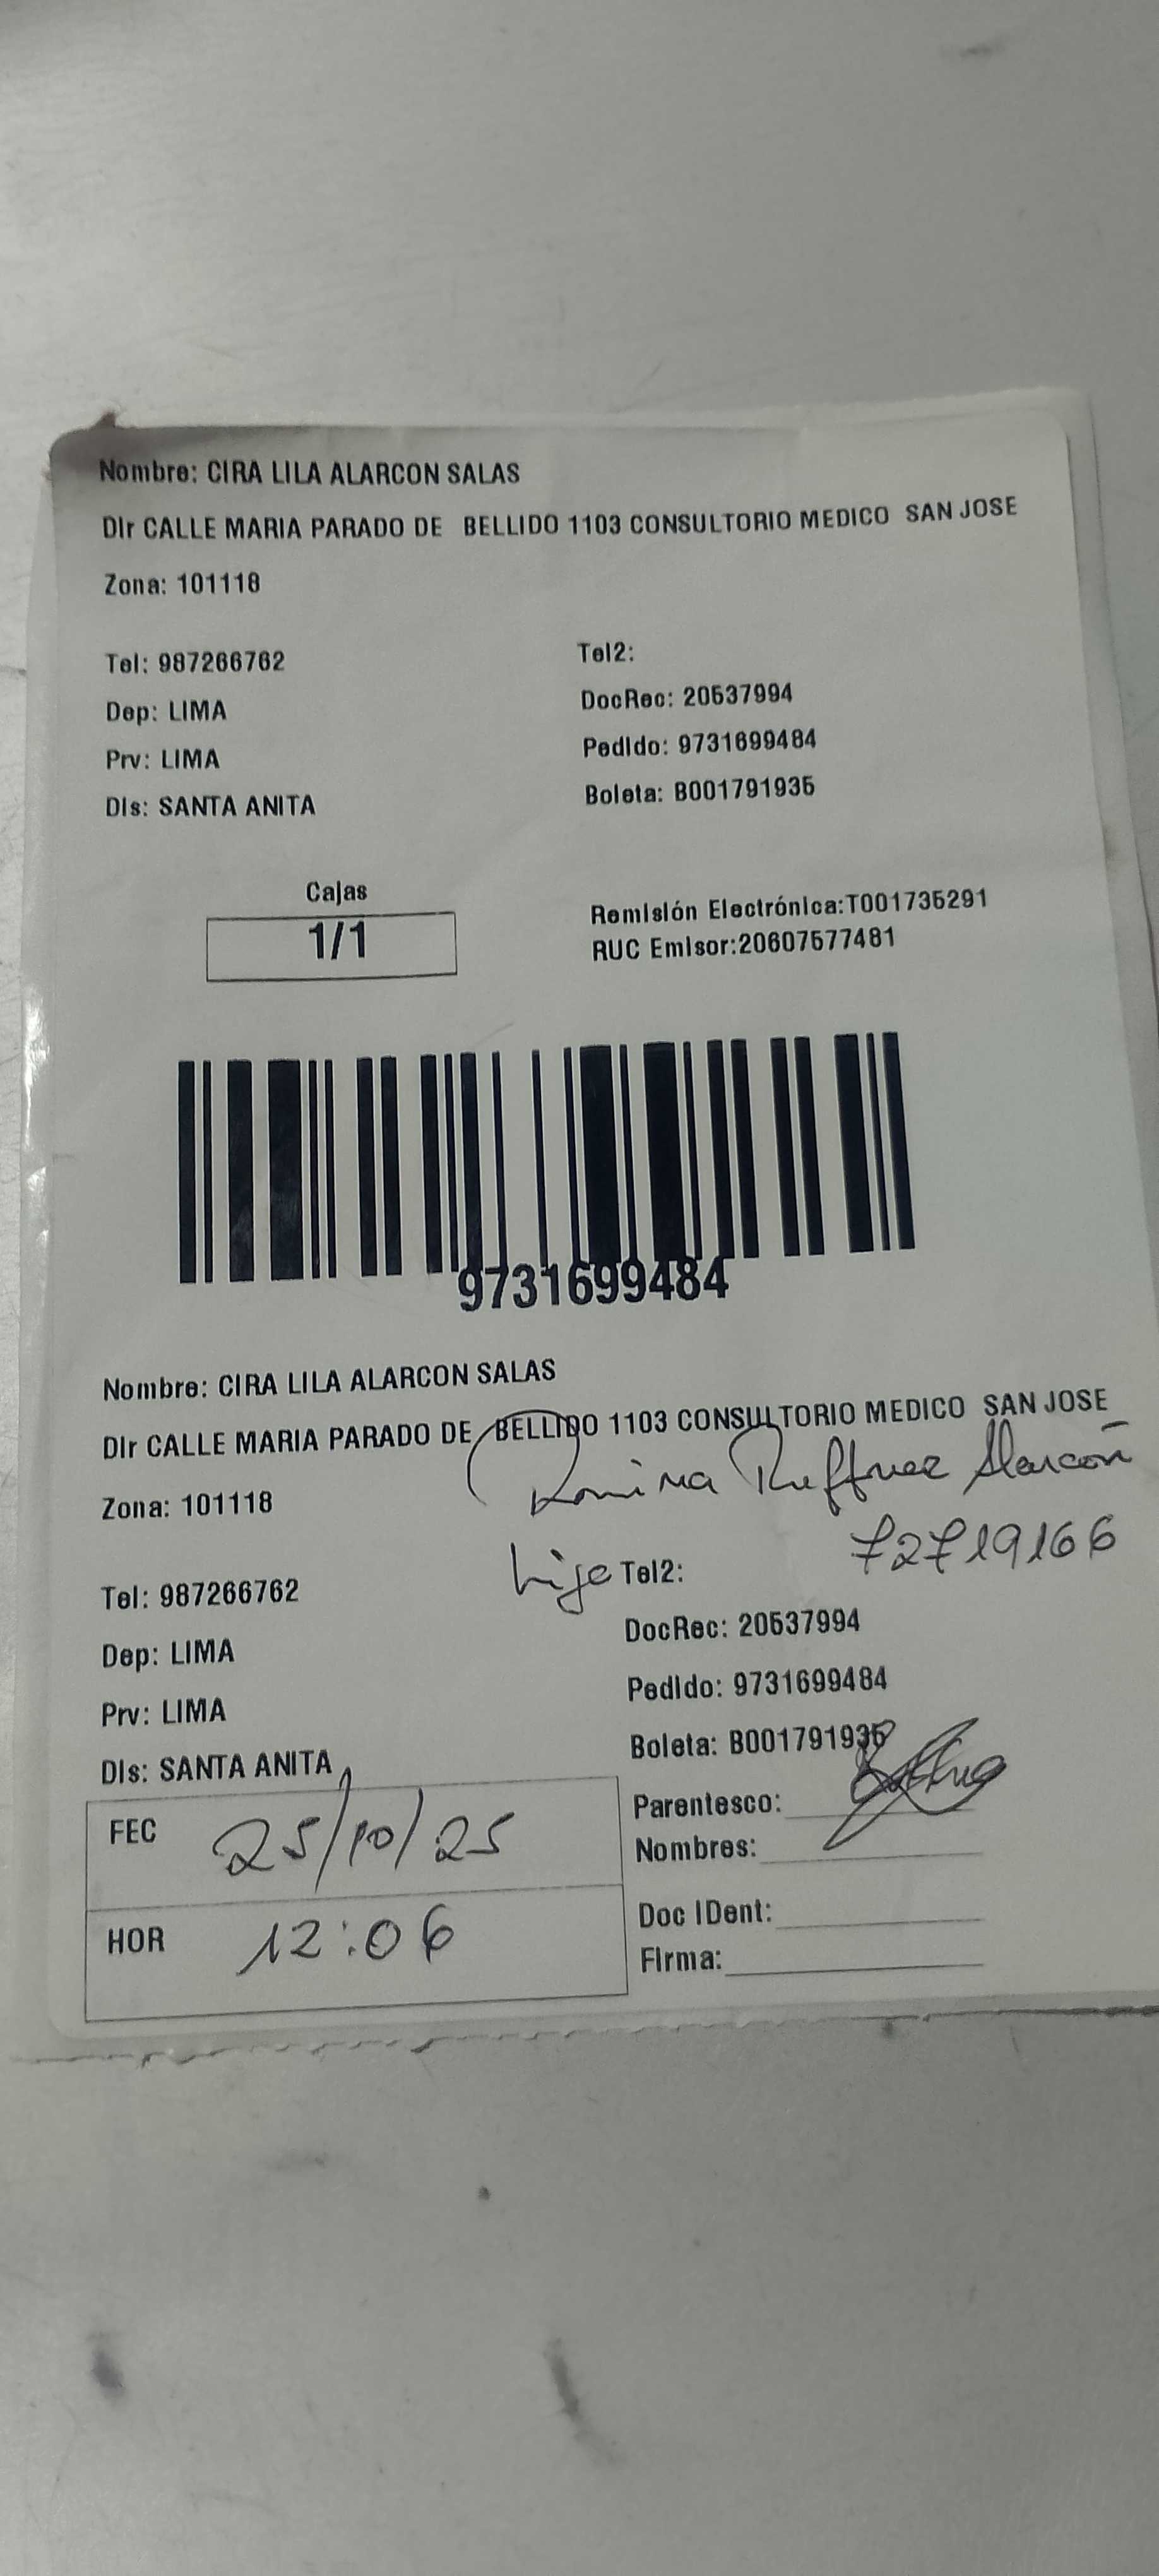 Nombre: CIRA LILA ALARCON SALAS
Dir CALLE MARIA PARADO DE BELLIDO 1103 CONSULTORIO MEDICO SAN JOSE
Zona: 101118
Tel: 987266762
Tel2:
Dep: LIMA
DocRec: 20537994
Prv: LIMA
Pedido: 9731699484
Dis: SANTA ANITA
Boleta: B001791935
Cajas
1/1
Remisión Electrónica:T001735291
RUC Emisor:20607577481
9731699484
Nombre: CIRA LILA ALARCON SALAS
Dir CALLE MARIA PARADO DE BELLIDO 1103 CONSULTORIO MEDICO SAN JOSE
Romina Alarcón
Zona: 101118
72719166
hija
Tel2:
Tel: 987266762
DocRec: 20537994
Dep: LIMA
Pedido: 9731699484
Prv: LIMA
Boleta: B001791935
Dis: SANTA ANITA
Parentesco:
FEC 25/10/25
Nombres:
Doc IDent:
HOR 12:06
Firma: